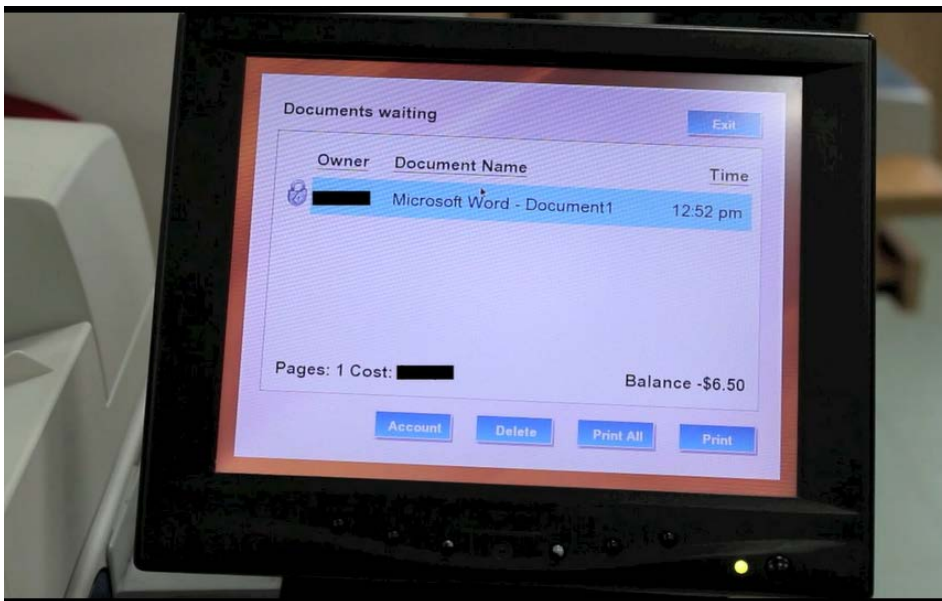 Documents waiting
Exit
Owner Document Name Time
Microsoft Word - Document1 12:52 pm
Pages: 1 Cost:
Balance -$6.50
Account Delete Print All Print